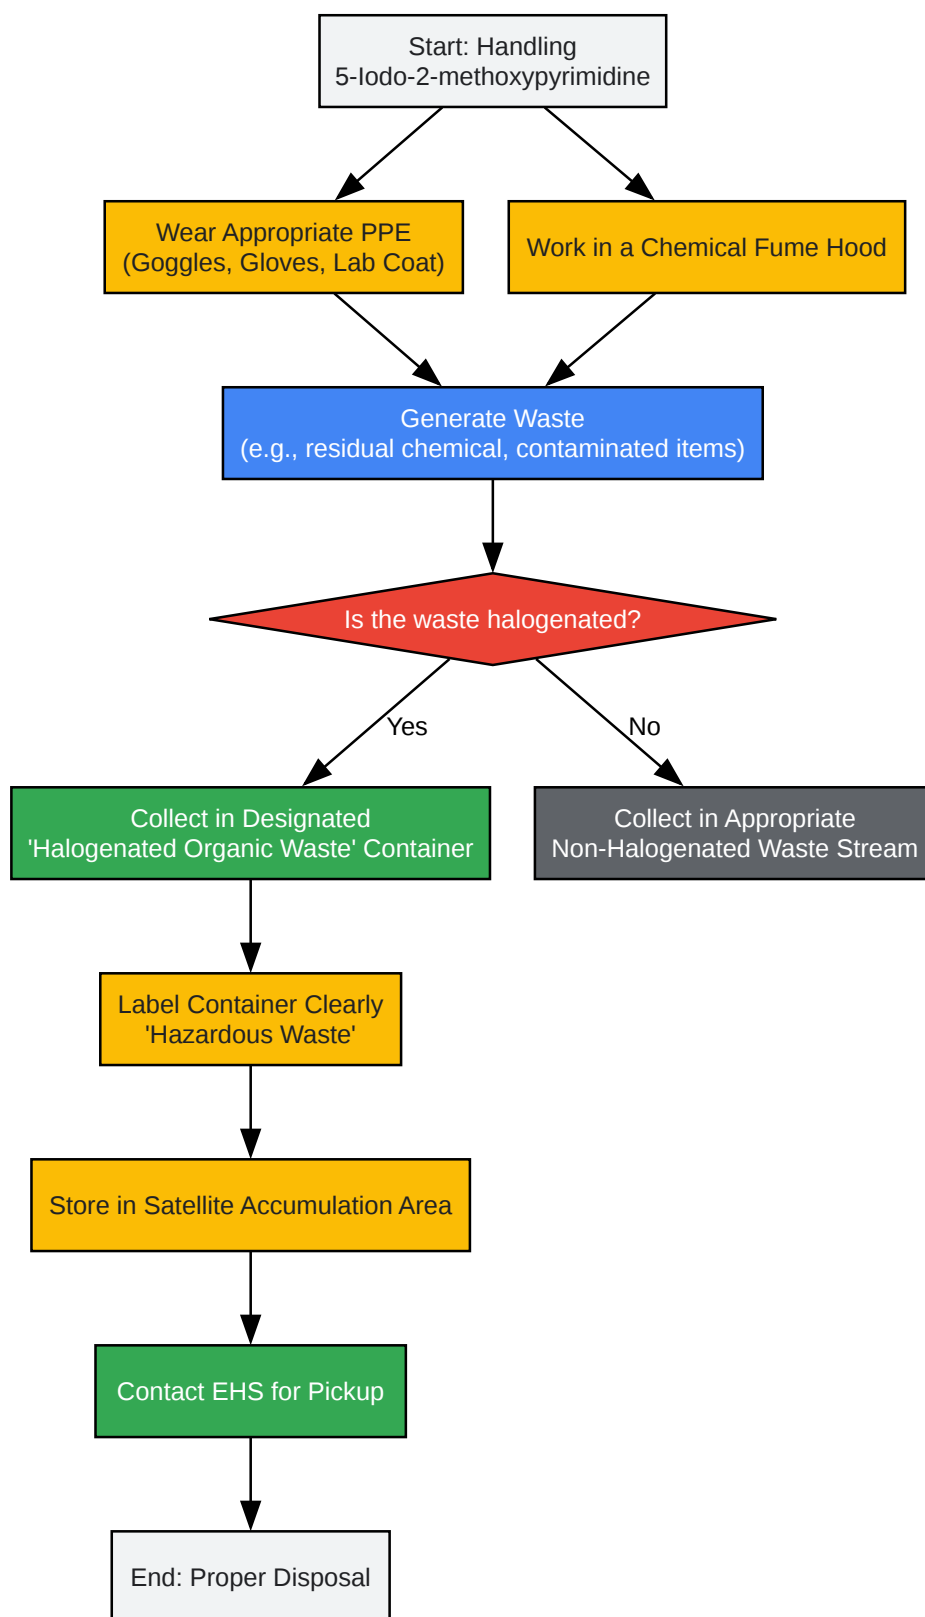 Start: Handling
5-Iodo-2-methoxypyrimidine
Wear Appropriate PPE
(Goggles, Gloves, Lab Coat)
Work in a Chemical Fume Hood
Generate Waste
(e.g., residual chemical, contaminated items)
Is the waste halogenated?
Yes
No
Collect in Designated
'Halogenated Organic Waste' Container
Collect in Appropriate
Non-Halogenated Waste Stream
Label Container Clearly
'Hazardous Waste'
Store in Satellite Accumulation Area
Contact EHS for Pickup
End: Proper Disposal